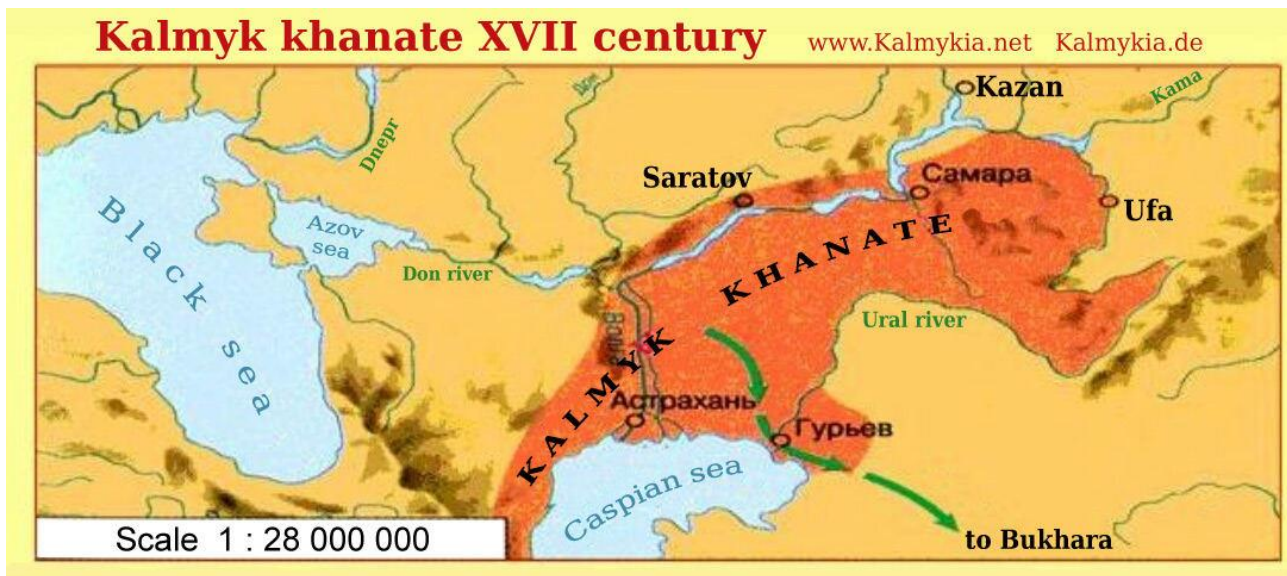 Kalmyk khanate XVII century www.Kalmykia.net Kalmykia.de
Kazan
Kama
Дон
Dnepr
Saratov
Самара
Ufa
Black sea
Azov
sea
Don river
KALMYK KHANATE
Ural river
Волга
Астрахань
Гурьев
Caspian sea
to Bukhara
Scale 1 : 28 000 000